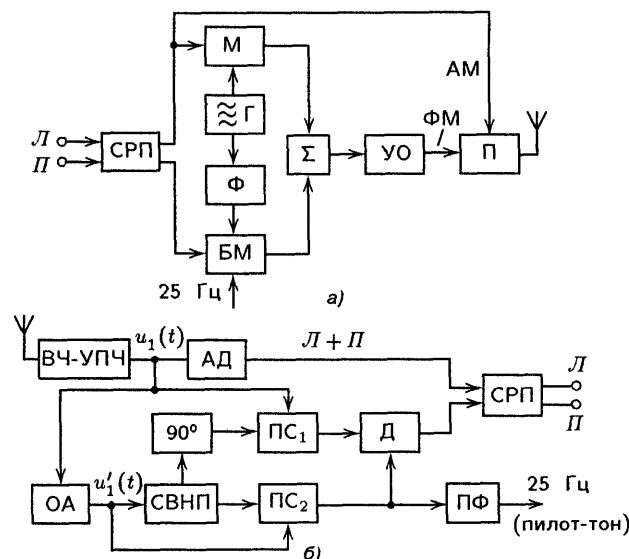 М
АМ
Г
ФМ
Л
П
СРП
Σ
УО
П
Ф
БМ
25 Гц
а)
u₁(t)
Л + П
ВЧ-УПЧ
АД
СРП
Л
П
90°
ПС₁
Д
u₁′(t)
25 Гц
ОА
СВНП
ПС₂
ПФ
(пилот-тон)
б)